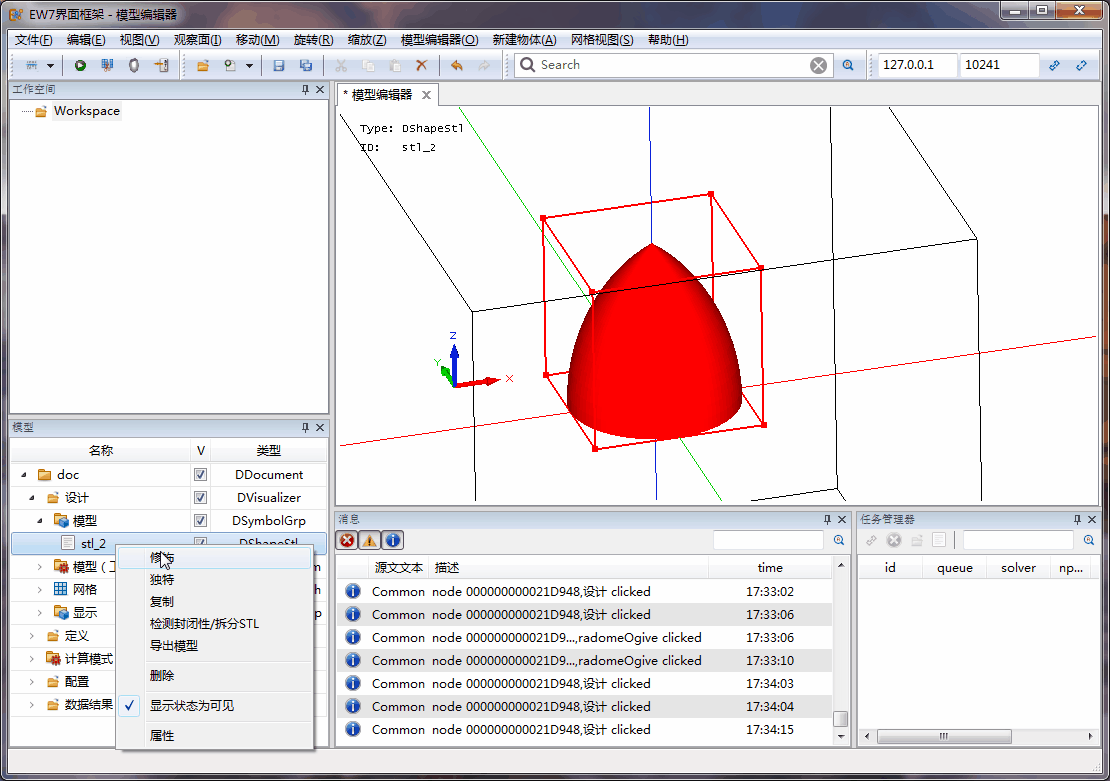 EW7界面框架 - 模型编辑器
文件(F) 编辑(E) 视图(V) 观察面(I) 移动(M) 旋转(R) 缩放(Z) 模型编辑器(O) 新建物体(A) 网格视图(S) 帮助(H)
Search 127.0.0.1 10241
工作空间
Workspace
* 模型编辑器
Type: DShapeStl
ID: stl_2
Z
Y
X
模型
名称 V 类型
doc DDocument
设计 DVisualizer
模型 DSymbolGrp
stl_2 DShapeStl
模型
网格
显示
定义
计算模式
配置
数据结果
独特
复制
检测封闭性/拆分STL
导出模型
删除
显示状态为可见
属性
消息
源文本 描述 time
Common node 000000000021D948,设计 clicked 17:33:02
Common node 000000000021D948,设计 clicked 17:33:06
Common node 000000000021D9...,radomeOgive clicked 17:33:06
Common node 000000000021D9...,radomeOgive clicked 17:33:10
Common node 000000000021D948,设计 clicked 17:34:03
Common node 000000000021D948,设计 clicked 17:34:04
Common node 000000000021D948,设计 clicked 17:34:15
任务管理器
id queue solver np...